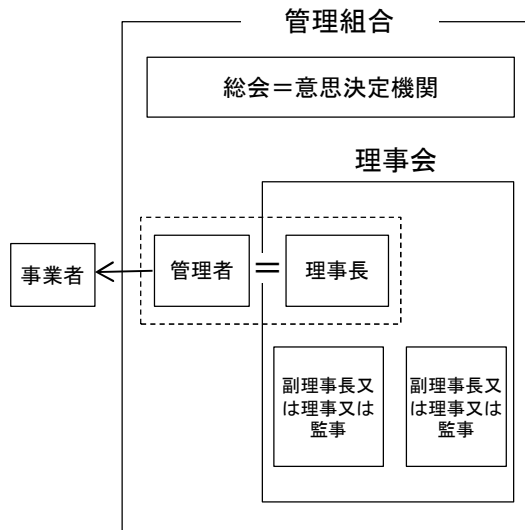 管理組合
総会＝意思決定機関
理事会
事業者
管理者
＝
理事長
副理事長又
は理事又は
監事
副理事長又
は理事又は
監事